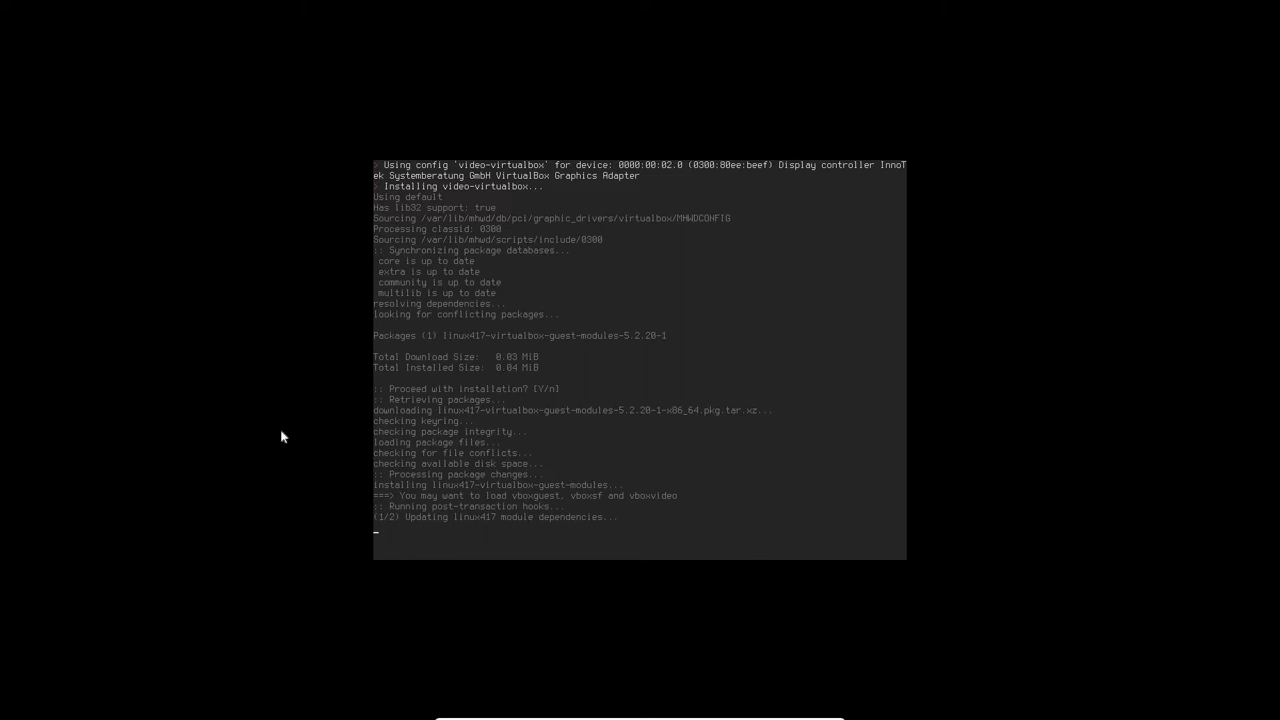 > Using config 'video-virtualbox' for device: 0000:00:02.0 (0300:80ee:beef) Display controller InnoT
ek Systemberatung GmbH VirtualBox Graphics Adapter
> Installing video-virtualbox...
Using default
Has lib32 support: true
Sourcing /var/lib/mhwd/db/pci/graphic_drivers/virtualbox/MHWDCONFIG
Processing classid: 0300
Sourcing /var/lib/mhwd/scripts/include/0300
:: Synchronizing package databases...
core is up to date
extra is up to date
community is up to date
multilib is up to date
resolving dependencies...
looking for conflicting packages...
Packages (1) linux417-virtualbox-guest-modules-5.2.20-1
Total Download Size:   0.03 MiB
Total Installed Size:  0.04 MiB
:: Proceed with installation? [Y/n]
:: Retrieving packages...
downloading linux417-virtualbox-guest-modules-5.2.20-1-x86_64.pkg.tar.xz...
checking keyring...
checking package integrity...
loading package files...
checking for file conflicts...
checking available disk space...
:: Processing package changes...
installing linux417-virtualbox-guest-modules...
===> You may want to load vboxguest, vboxsf and vboxvideo
:: Running post-transaction hooks...
(1/2) Updating linux417 module dependencies...